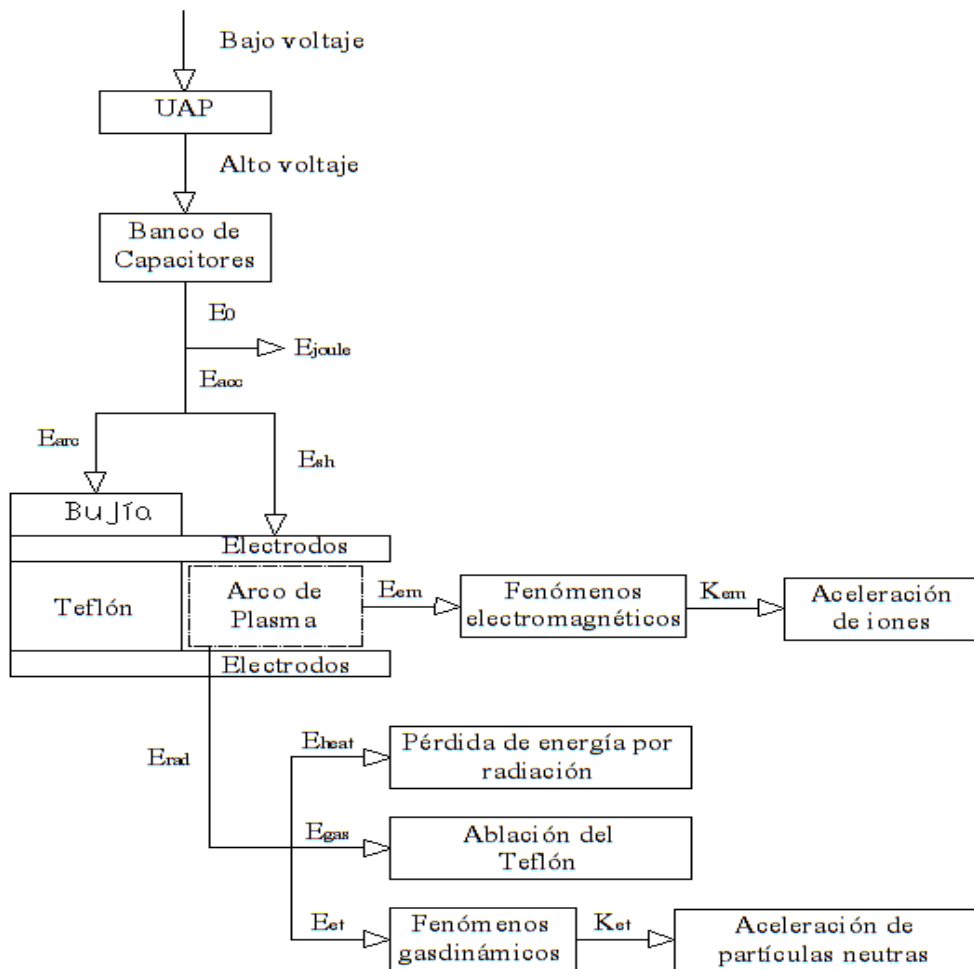 Bajo voltaje
UAP
Alto voltaje
Banco de
Capacitores
E0
Ejoule
Eacc
Earc
Esh
Bujía
Electrodos
Teflón
Arco de
Plasma
Eem
Fenómenos
electromagnéticos
Kem
Aceleración
de iones
Electrodos
Erad
Eheat
Pérdida de energía por
radiación
Egas
Ablación del
Teflón
Eet
Fenómenos
gasdinámicos
Ket
Aceleración de
partículas neutras